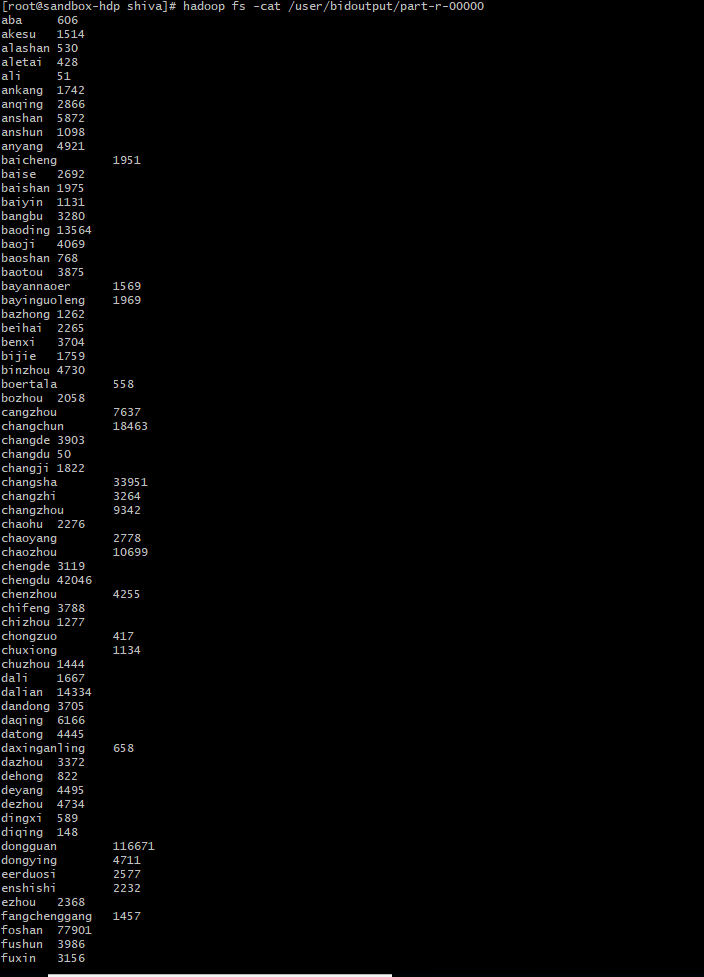 [root@sandbox-hdp shiva]# hadoop fs -cat /user/bidoutput/part-r-00000
aba 606
akesu 1514
alashan 530
aletai 428
ali 51
ankang 1742
anqing 2866
anshan 5872
anshun 1098
anyang 4921
baicheng 1951
baise 2692
baishan 1975
baiyin 1131
bangbu 3280
baoding 13564
baoji 4069
baoshan 768
baotou 3875
bayannaoer 1569
bayinguoleng 1969
bazhong 1262
beihai 2265
benxi 3704
bijie 1759
binzhou 4730
boertala 558
bozhou 2058
cangzhou 7637
changchun 18463
changde 3903
changdu 50
changji 1822
changsha 33951
changzhi 3264
changzhou 9342
chaohu 2276
chaoyang 2778
chaozhou 10699
chengde 3119
chengdu 42046
chenzhou 4255
chifeng 3788
chizhou 1277
chongzuo 417
chuxiong 1134
chuzhou 1444
dali 1667
dalian 14334
dandong 3705
daqing 6166
datong 4445
daxinganling 658
dazhou 3372
dehong 822
deyang 4495
dezhou 4734
dingxi 589
diqing 148
dongguan 116671
dongying 4711
eerduosi 2577
enshishi 2232
ezhou 2368
fangchenggang 1457
foshan 77901
fushun 3986
fuxin 3156